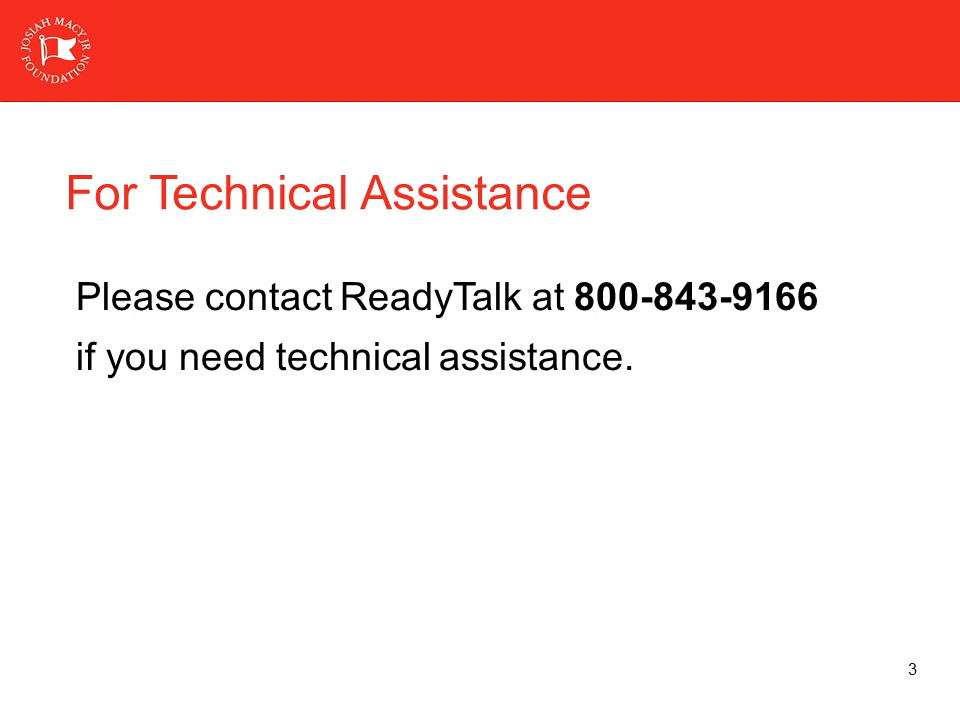 JOSIAH MACY JR
FOUNDATION
For Technical Assistance
Please contact ReadyTalk at 800-843-9166
if you need technical assistance.
3